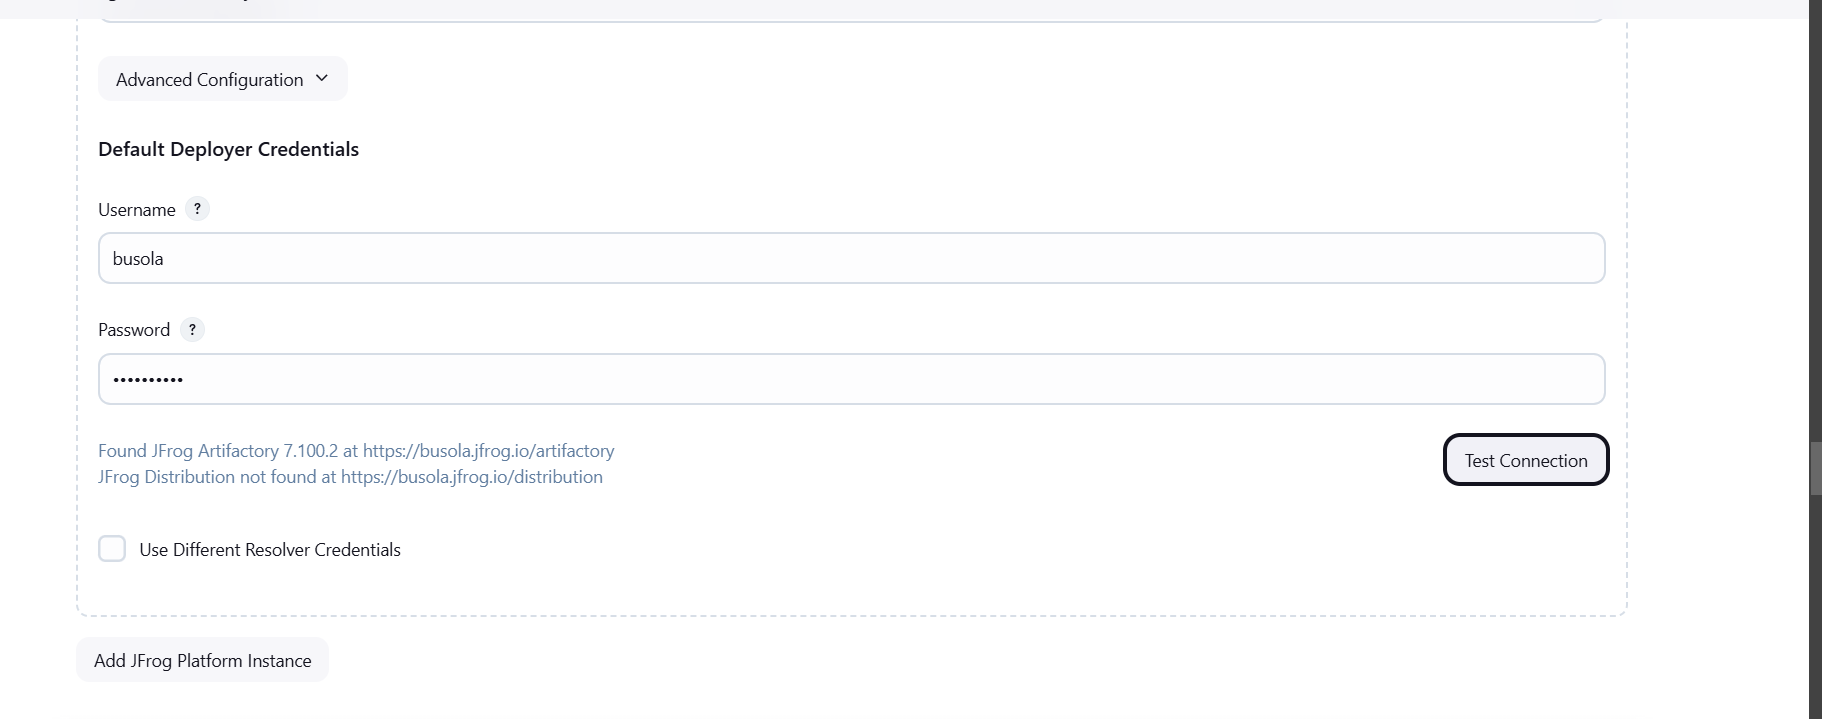 Advanced Configuration
Default Deployer Credentials
Username ?
busola
Password ?
••••••••••
Found JFrog Artifactory 7.100.2 at https://busola.jfrog.io/artifactory
JFrog Distribution not found at https://busola.jfrog.io/distribution
Test Connection
Use Different Resolver Credentials
Add JFrog Platform Instance